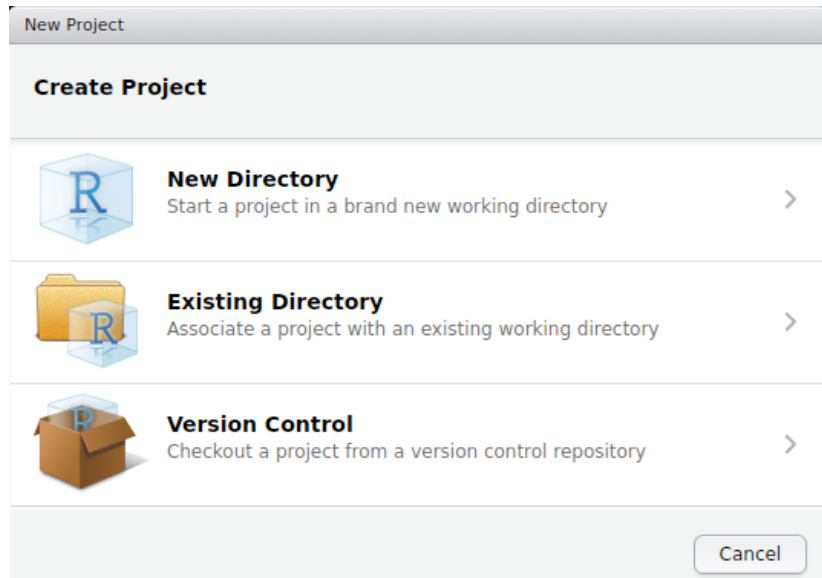 New Project
Create Project
New Directory
Start a project in a brand new working directory
Existing Directory
Associate a project with an existing working directory
Version Control
Checkout a project from a version control repository
Cancel